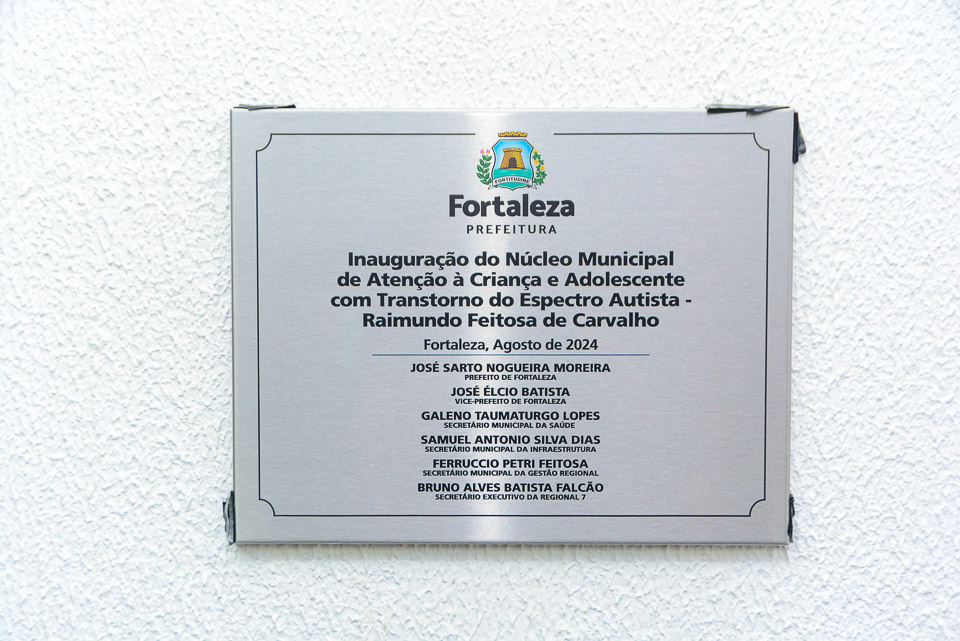 FORTITUDINE
Fortaleza
PREFEITURA
Inauguração do Núcleo Municipal
de Atenção à Criança e Adolescente
com Transtorno do Espectro Autista -
Raimundo Feitosa de Carvalho
Fortaleza, Agosto de 2024
JOSÉ SARTO NOGUEIRA MOREIRA
PREFEITO DE FORTALEZA
JOSÉ ÉLCIO BATISTA
VICE-PREFEITO DE FORTALEZA
GALENO TAUMATURGO LOPES
SECRETÁRIO MUNICIPAL DA SAÚDE
SAMUEL ANTONIO SILVA DIAS
SECRETÁRIO MUNICIPAL DA INFRAESTRUTURA
FERRUCCIO PETRI FEITOSA
SECRETÁRIO MUNICIPAL DA GESTÃO REGIONAL
BRUNO ALVES BATISTA FALCÃO
SECRETÁRIO EXECUTIVO DA REGIONAL 7